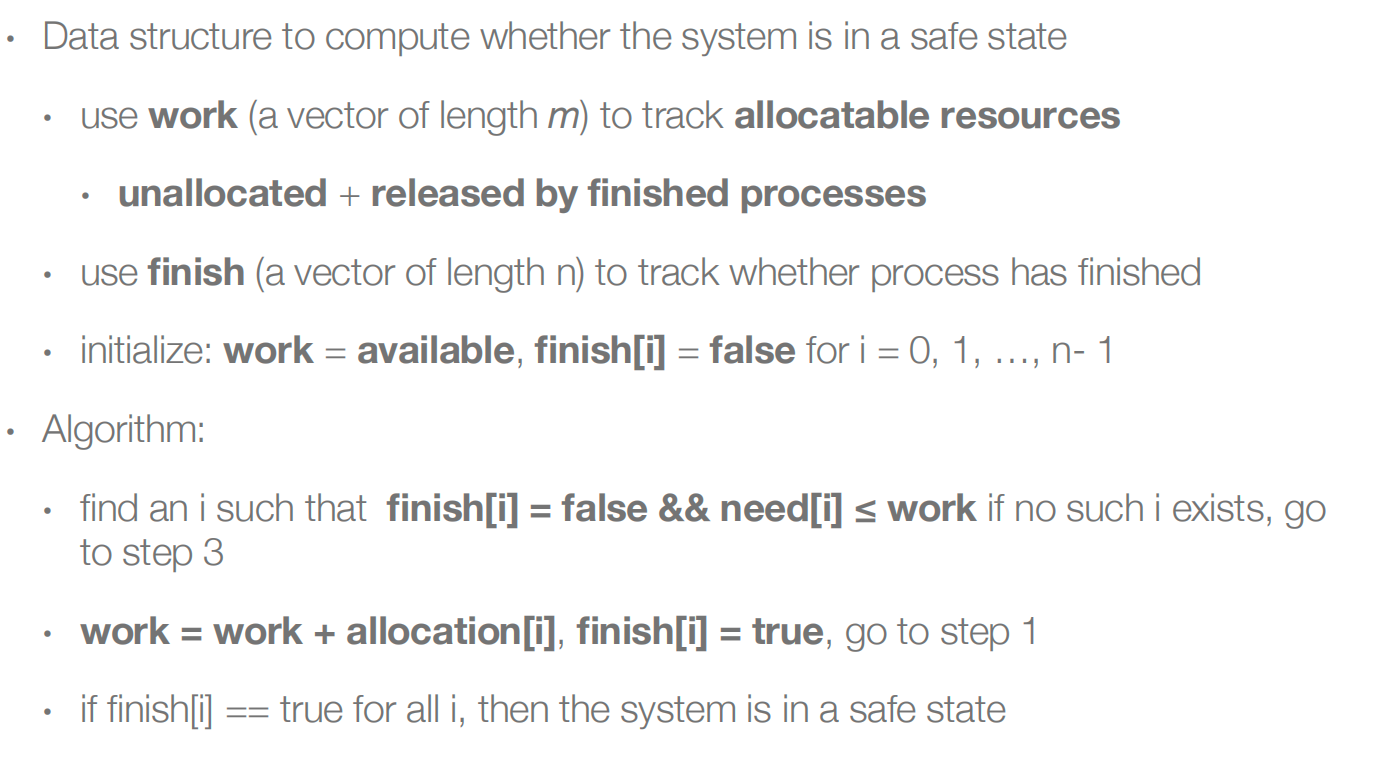 • Data structure to compute whether the system is in a safe state
• use work (a vector of length m) to track allocatable resources
• unallocated + released by finished processes
• use finish (a vector of length n) to track whether process has finished
• initialize: work = available, finish[i] = false for i = 0, 1, …, n- 1
• Algorithm:
• find an i such that finish[i] = false && need[i] ≤ work if no such i exists, go
to step 3
• work = work + allocation[i], finish[i] = true, go to step 1
• if finish[i] == true for all i, then the system is in a safe state